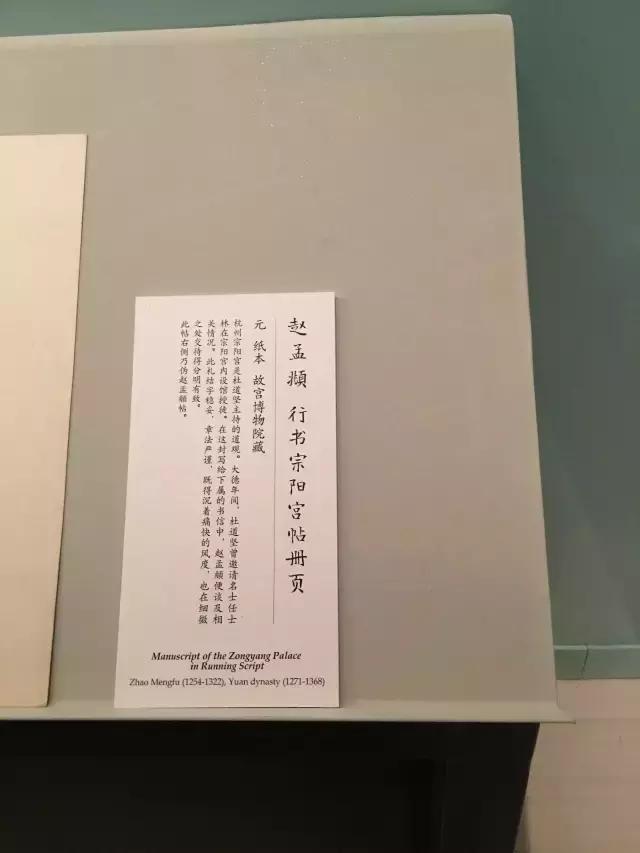 赵孟頫 行书宗阳宫帖册页
元 纸本 故宫博物院藏
杭州宗阳宫是杜道坚主持的道观。大德年间，杜道坚曾邀请名士任士
林在宗阳宫内设馆授徒。在这封写给下属的书信中，赵孟頫便谈及相
关情况。此札结字稳妥，章法严谨，既得沉着痛快的风度，也在细微
之处交待得分明有致。
此帖右侧乃伪赵孟頫帖。
Manuscript of the Zongyang Palace
in Running Script
Zhao Mengfu (1254-1322), Yuan dynasty (1271-1368)